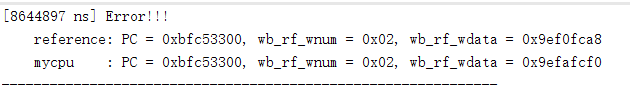 [8644897 ns] Error!!!
    reference: PC = 0xbfc53300, wb_rf_wnum = 0x02, wb_rf_wdata = 0x9ef0fca8
    mycpu    : PC = 0xbfc53300, wb_rf_wnum = 0x02, wb_rf_wdata = 0x9efafcf0
--------------------------------------------------------------